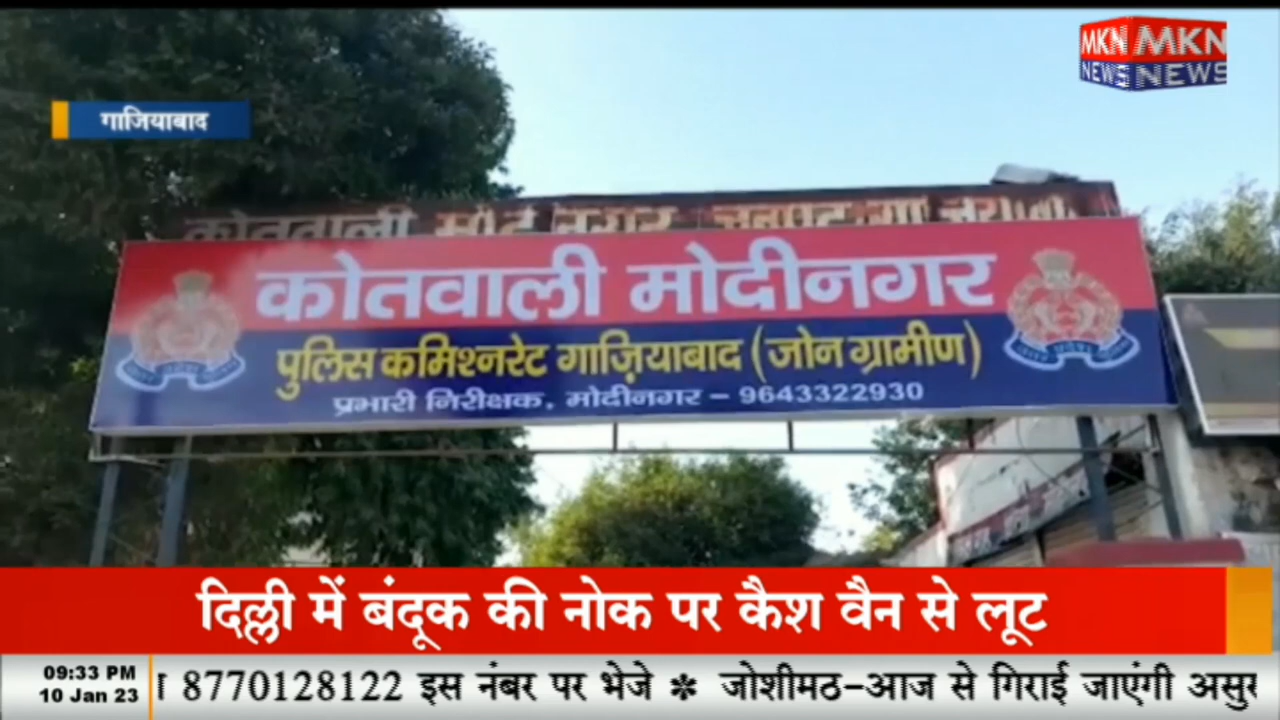 MKN MKN
NEWS NEWS
गाजियाबाद
कोतवाली
कोतवाली मोदीनगर
पुलिस कमिश्नरेट गाज़ियाबाद (जोन ग्रामीण)
प्रभारी निरीक्षक, मोदीनगर – 9643322930
दिल्ली में बंदूक की नोक पर कैश वैन से लूट
09:33 PM
10 Jan 23
8770128122 इस नंबर पर भेजे ✻ जोशीमठ-आज से गिराई जाएंगी